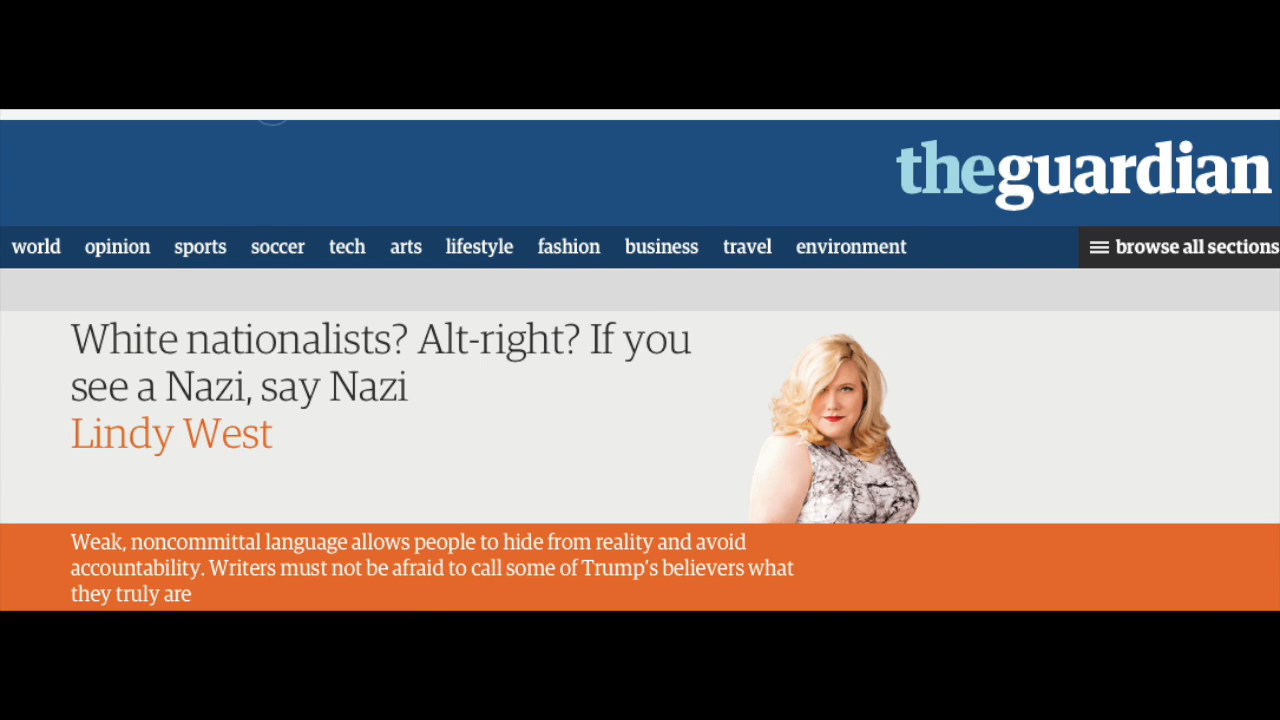 theguardian
world opinion sports soccer tech arts lifestyle fashion business travel environment browse all sections
White nationalists? Alt-right? If you
see a Nazi, say Nazi
Lindy West
Weak, noncommittal language allows people to hide from reality and avoid
accountability. Writers must not be afraid to call some of Trump's believers what
they truly are